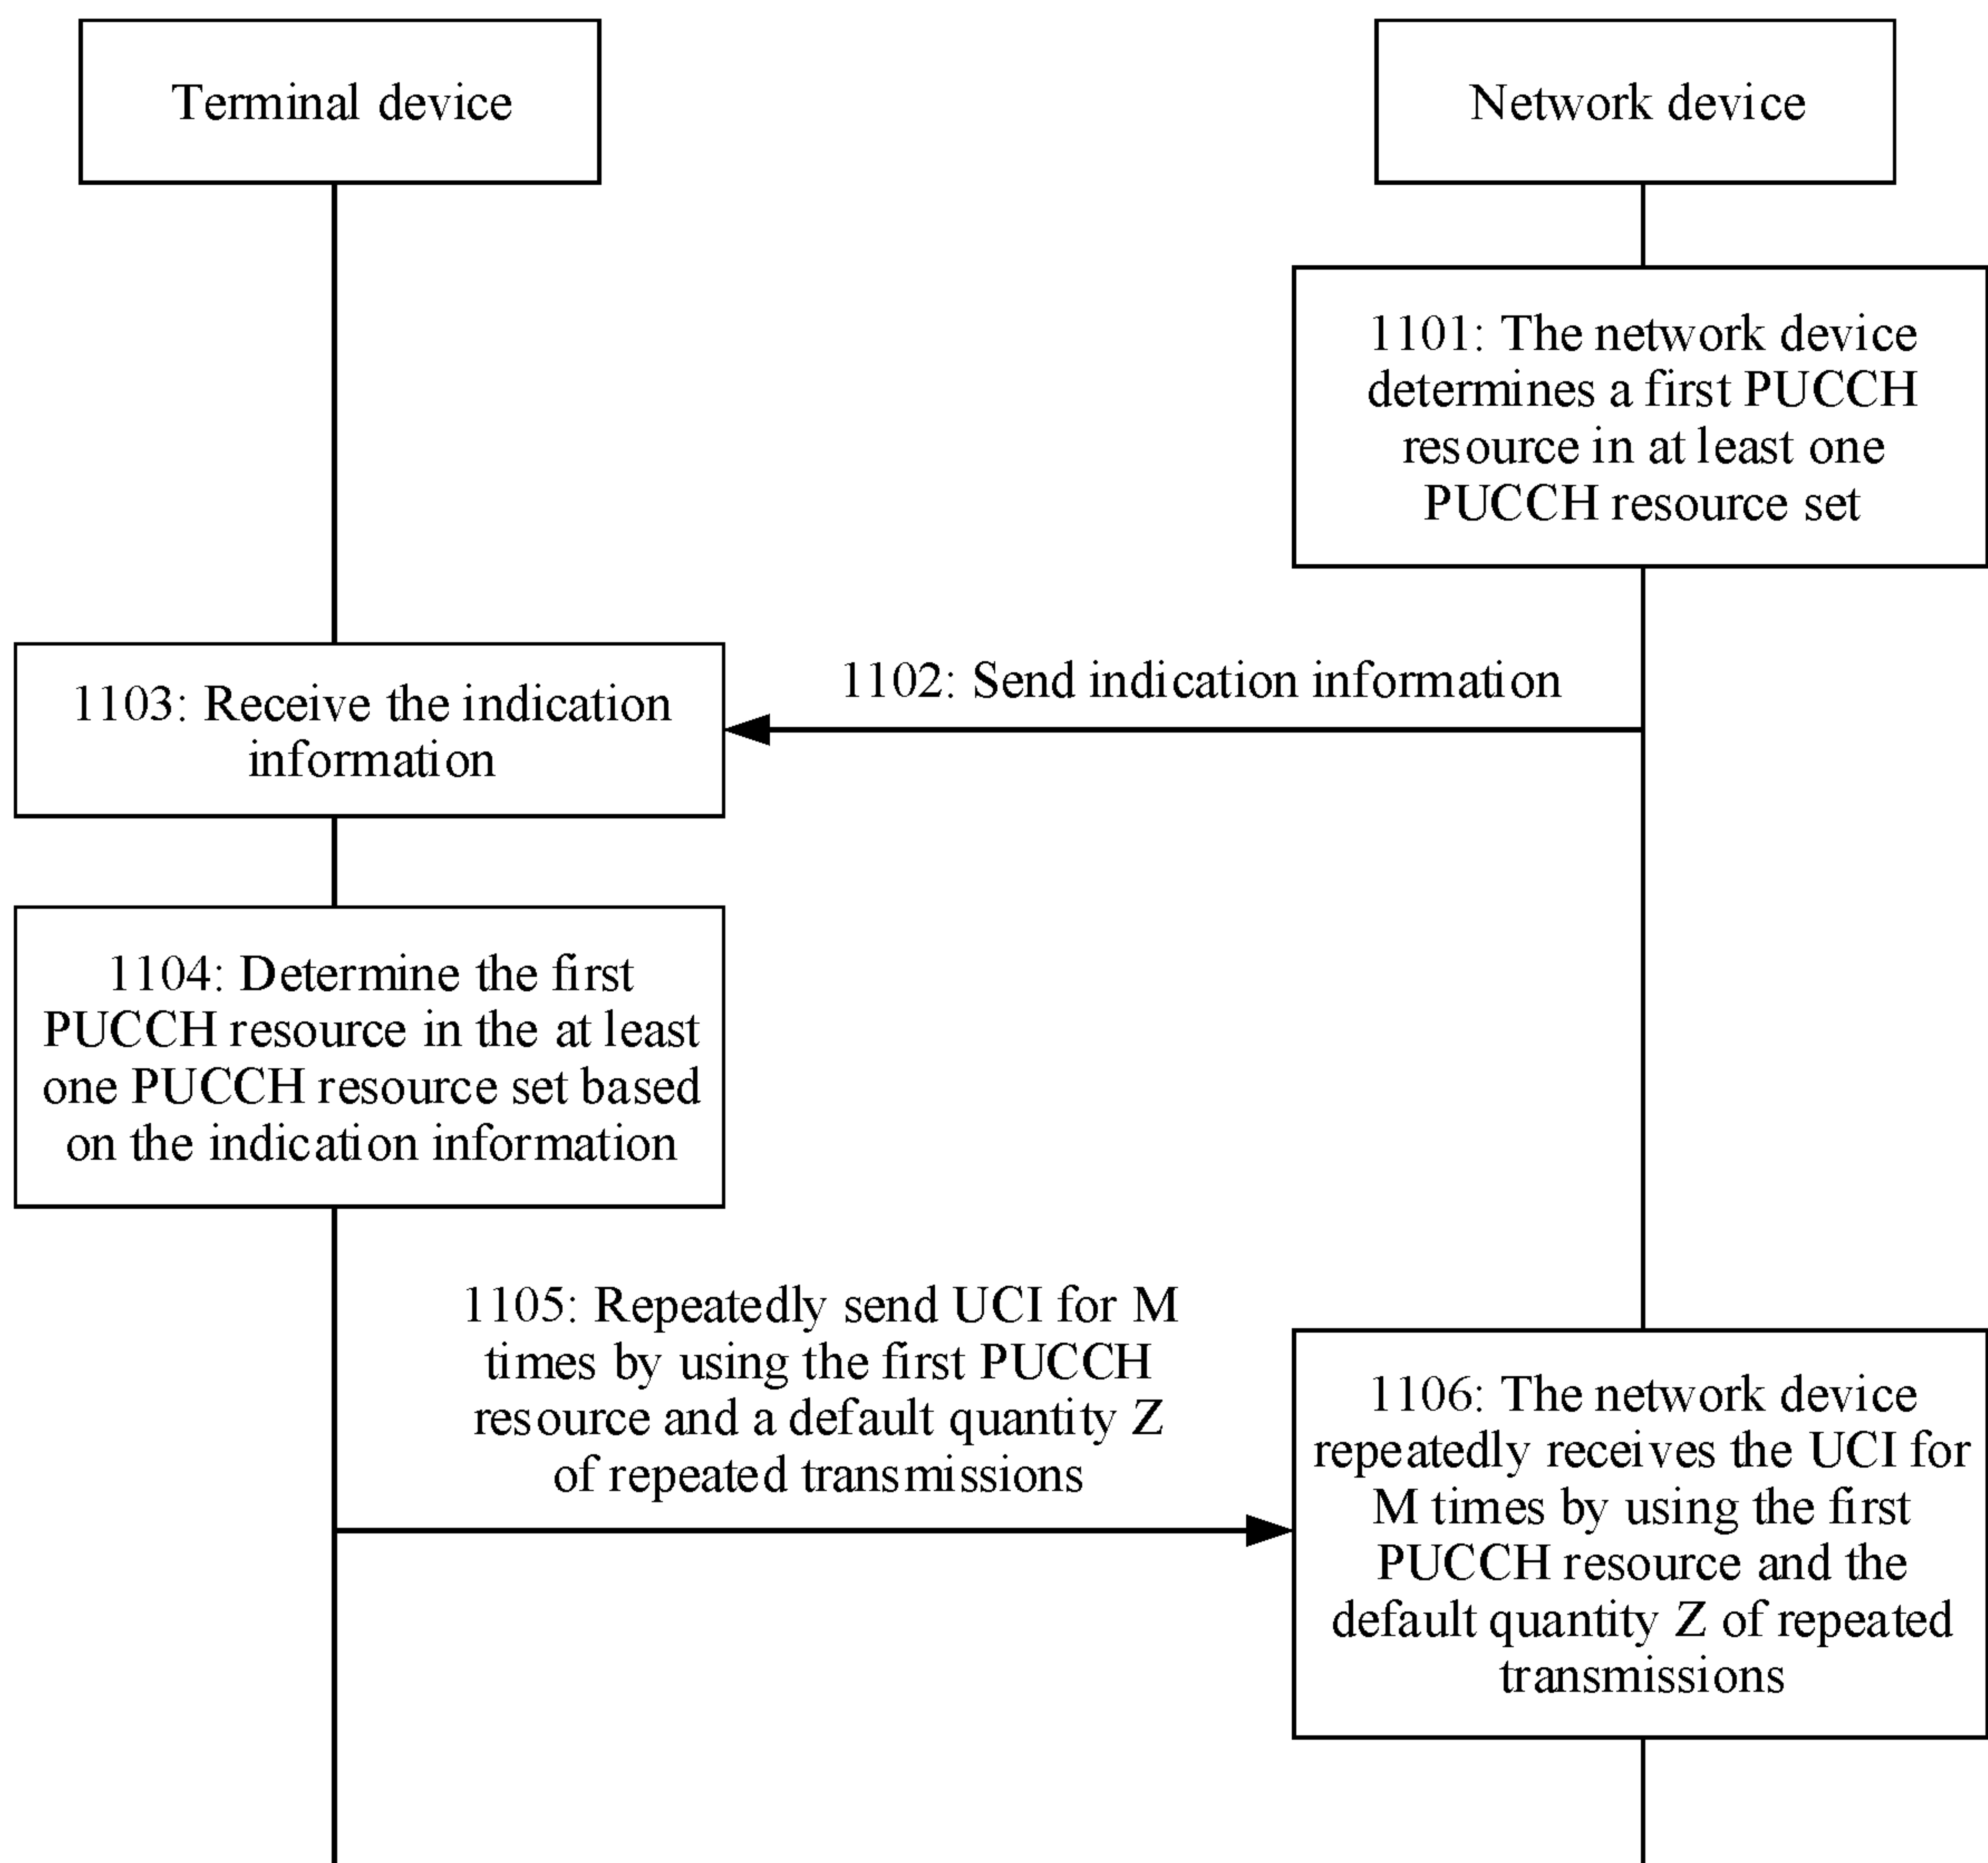 Terminal device
Network device
1101: The network device
determines a first PUCCH
resource in at least one
PUCCH resource set
1102: Send indication information
1103: Receive the indication
information
1104: Determine the first
PUCCH resource in the at least
one PUCCH resource set based
on the indication information
1105: Repeatedly send UCI for M
times by using the first PUCCH
resource and a default quantity Z
of repeated transmissions
1106: The network device
repeatedly receives the UCI for
M times by using the first
PUCCH resource and the
default quantity Z of repeated
transmissions